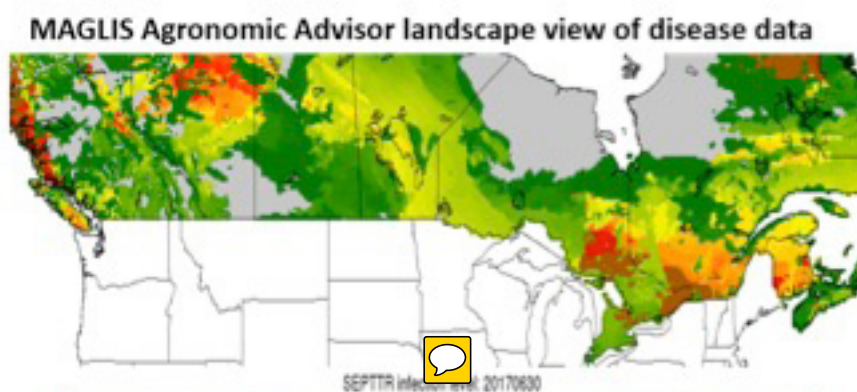 MAGLIS Agronomic Advisor landscape view of disease data
SEPTTR infection level: 20170630